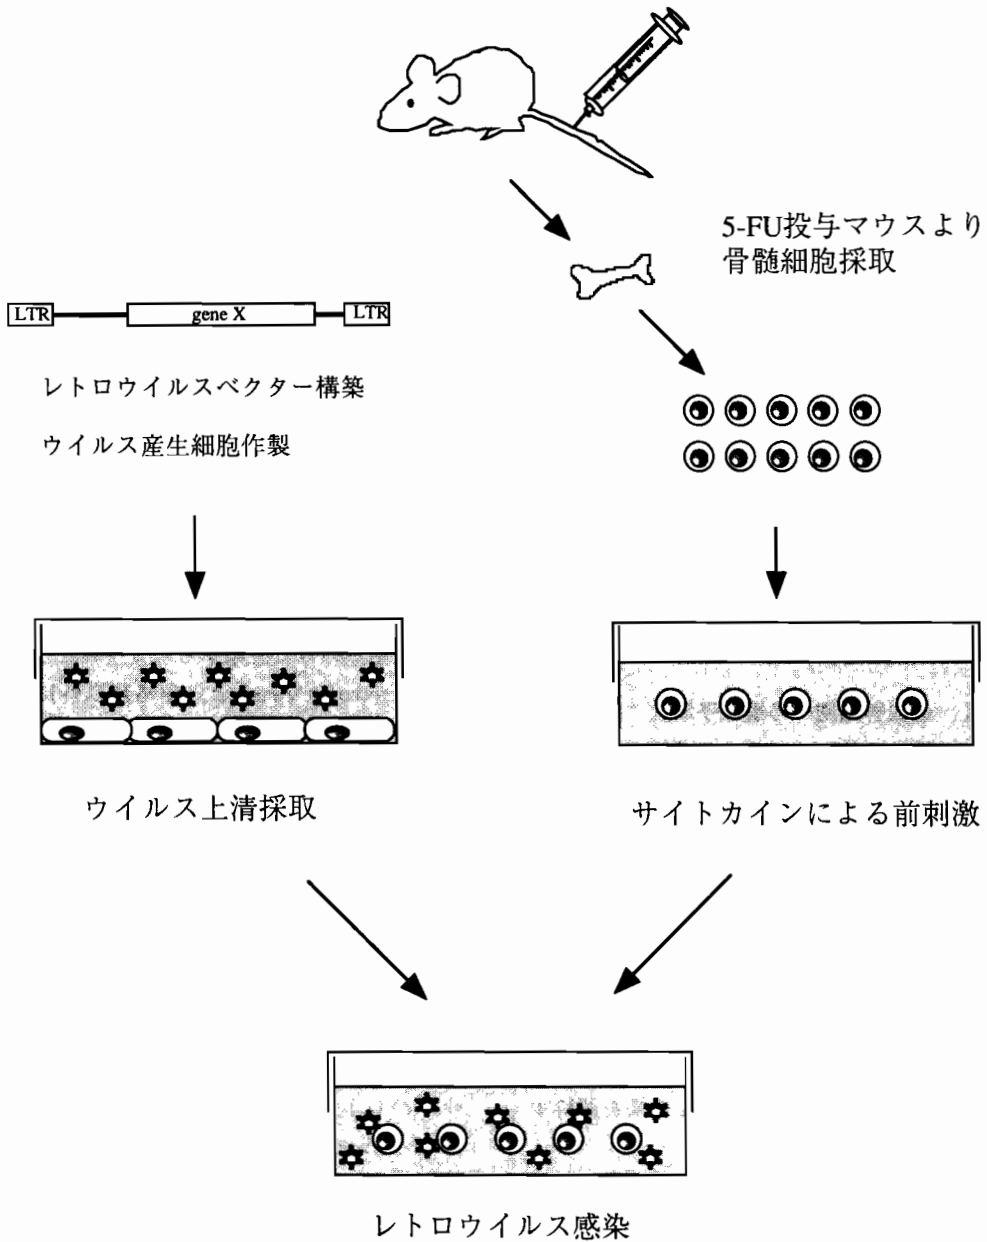 5-FU投与マウスより
骨髄細胞採取
LTR gene X LTR
レトロウイルスベクター構築
ウイルス産生細胞作製
ウイルス上清採取
サイトカインによる前刺激
レトロウイルス感染